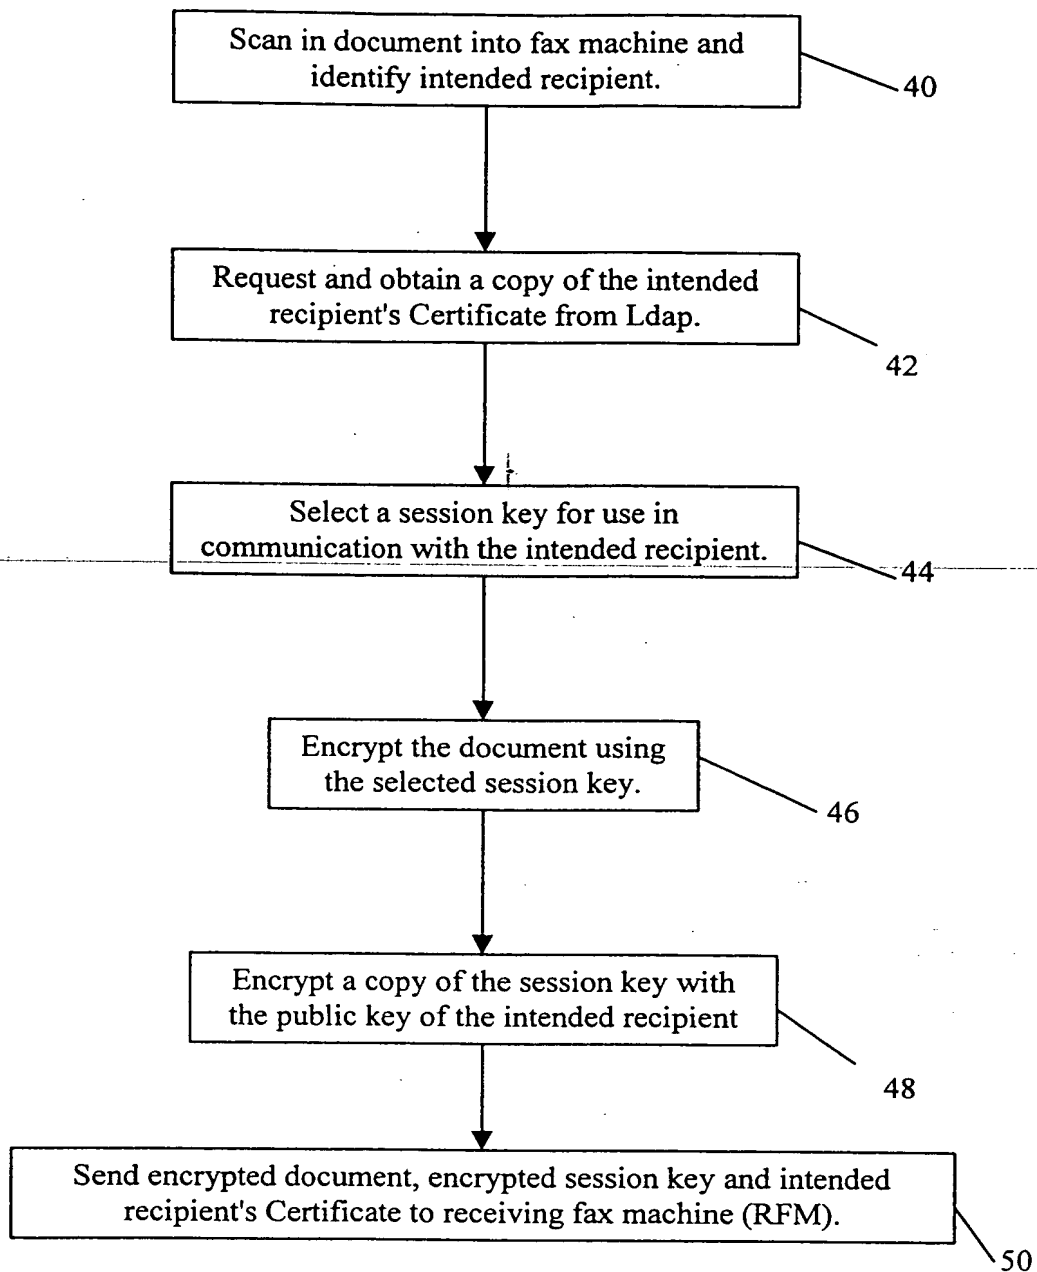 Scan in document into fax machine and
identify intended recipient.
40
Request and obtain a copy of the intended
recipient's Certificate from Ldap.
42
Select a session key for use in
communication with the intended recipient.
44
Encrypt the document using
the selected session key.
46
Encrypt a copy of the session key with
the public key of the intended recipient
48
Send encrypted document, encrypted session key and intended
recipient's Certificate to receiving fax machine (RFM).
50